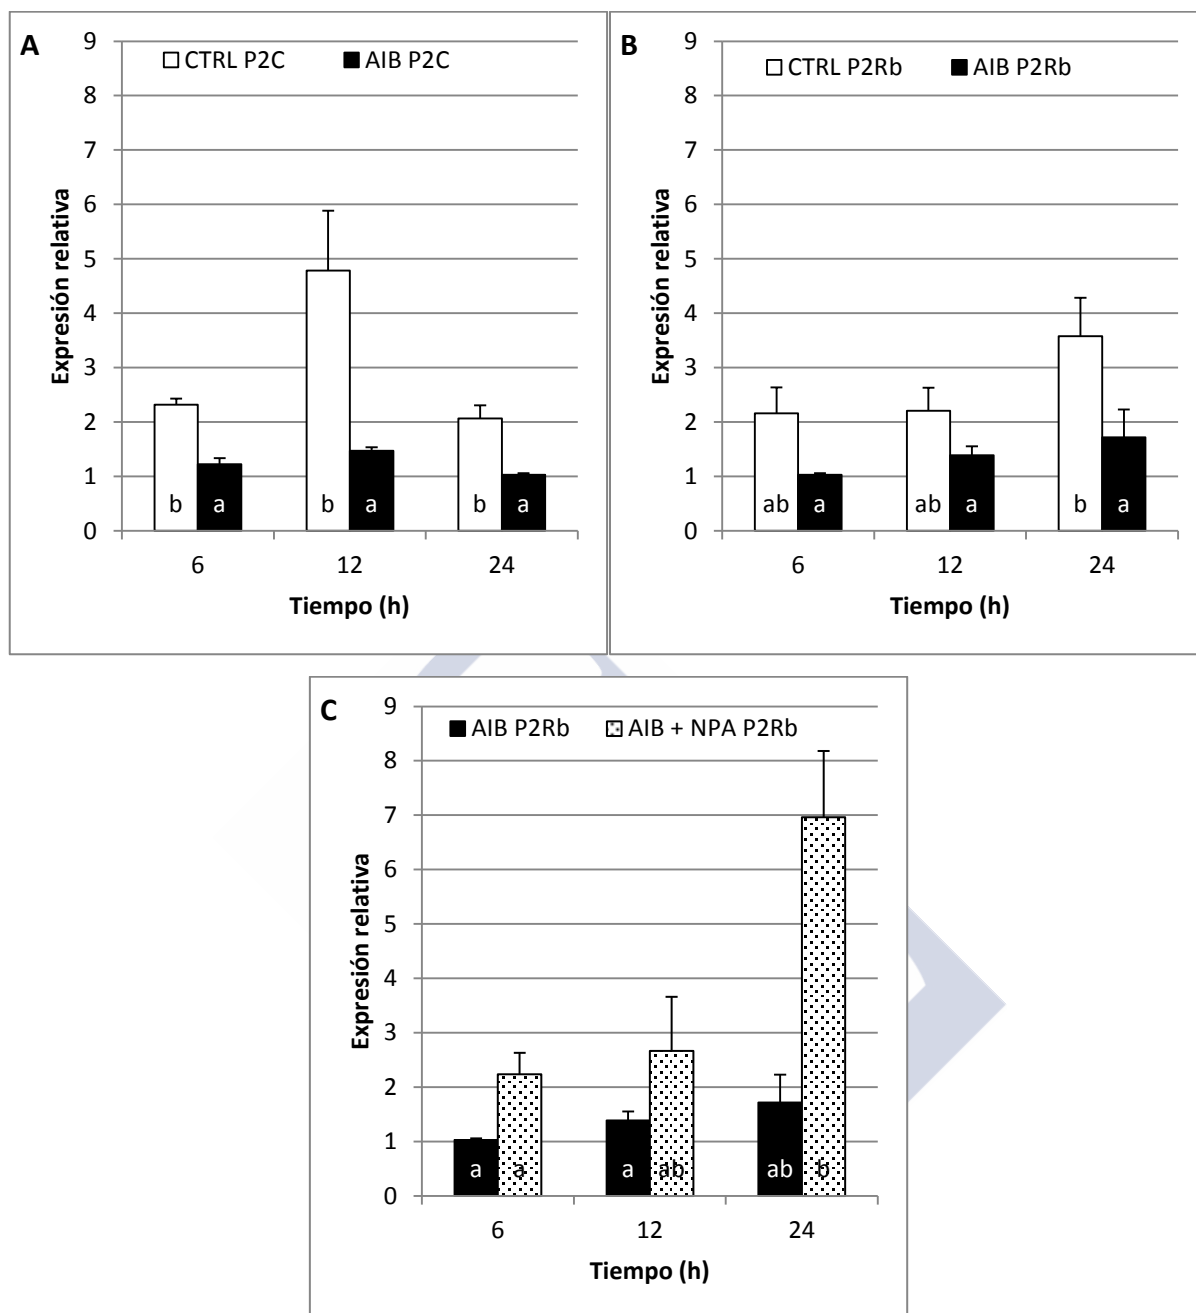 A
CTRL P2C AIB P2C
9
8
7
6
5
4
3
2
1
0
Expresión relativa
b a b a b a
6 12 24
Tiempo (h)
B
CTRL P2Rb AIB P2Rb
9
8
7
6
5
4
3
2
1
0
Expresión relativa
ab a ab a b a
6 12 24
Tiempo (h)
C
AIB P2Rb AIB + NPA P2Rb
9
8
7
6
5
4
3
2
1
0
Expresión relativa
a a a ab ab b
6 12 24
Tiempo (h)